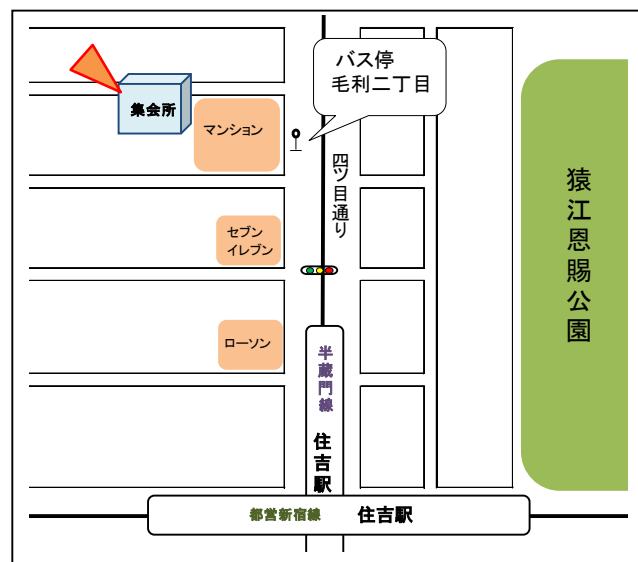 バス停
毛利二丁目
集会所
マンション
四ツ目通り
セブン
イレブン
猿江恩賜公園
ローソン
半蔵門線
住吉駅
都営新宿線
住吉駅